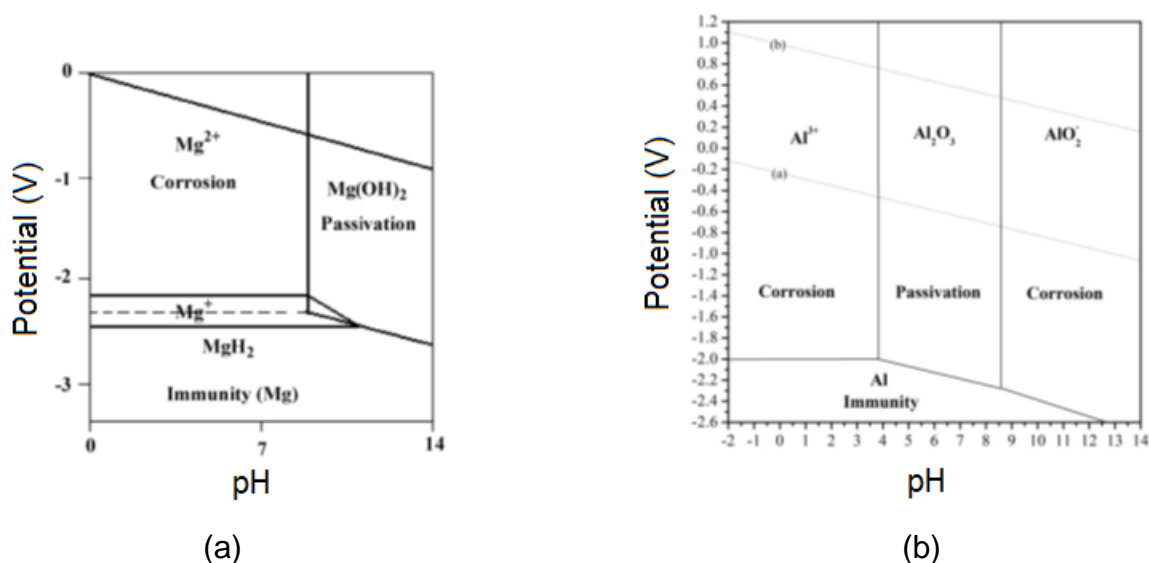 0
-1
-2
-3
Potential (V)
Mg²⁺
Corrosion
Mg(OH)₂
Passivation
Mg⁺
MgH₂
Immunity (Mg)
0
7
14
pH
(a)
1.2
1.0
0.8
0.6
0.4
0.2
0.0
-0.2
-0.4
-0.6
-0.8
-1.0
-1.2
-1.4
-1.6
-1.8
-2.0
-2.2
-2.4
-2.6
Potential (V)
(b)
Al³⁺
Al₂O₃
AlO₂⁻
(a)
Corrosion
Passivation
Corrosion
Al
Immunity
-2 -1 0 1 2 3 4 5 6 7 8 9 10 11 12 13 14
pH
(b)